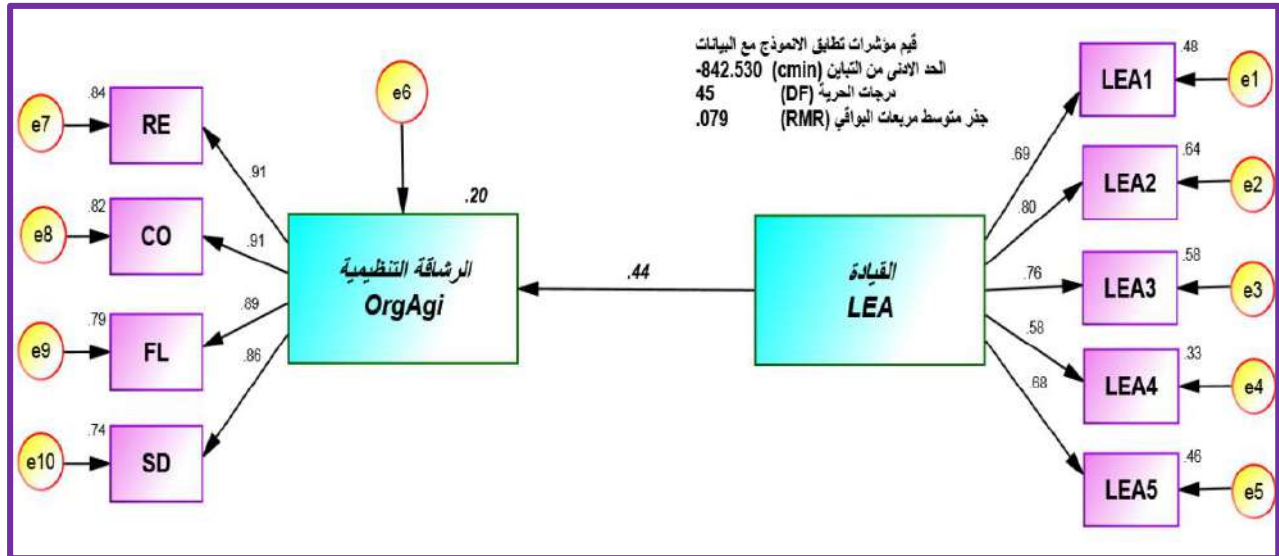 قيم مؤشرات تطابق الانموذج مع البيانات
الحد الادنى من التباين (cmin) -842.530
درجات الحرية (DF) 45
جذر متوسط مربعات البواقي (RMR) .079
e6
e7
.84
RE
.91
e8
.82
CO
.91
e9
.79
FL
.89
e10
.74
SD
.86
.20
الرشاقة التنظيمية
OrgAgi
.44
القيادة
LEA
.69
LEA1
.48
e1
.80
LEA2
.64
e2
.76
LEA3
.58
e3
.58
LEA4
.33
e4
.68
LEA5
.46
e5